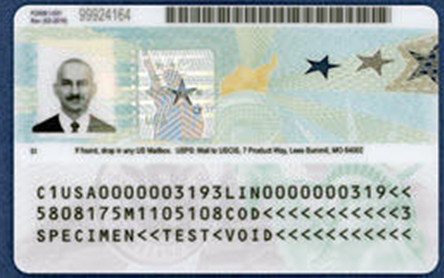 99924164
If found, drop in any US Mailbox. USPS: Mail to USCIS, 7 Product Way, Lees Summit, MO 64002
C1USA0000003193LIN0000000319<<
5808175M1105108COD<<<<<<<<<<<3
SPECIMEN<<TEST<VOID<<<<<<<<<<<